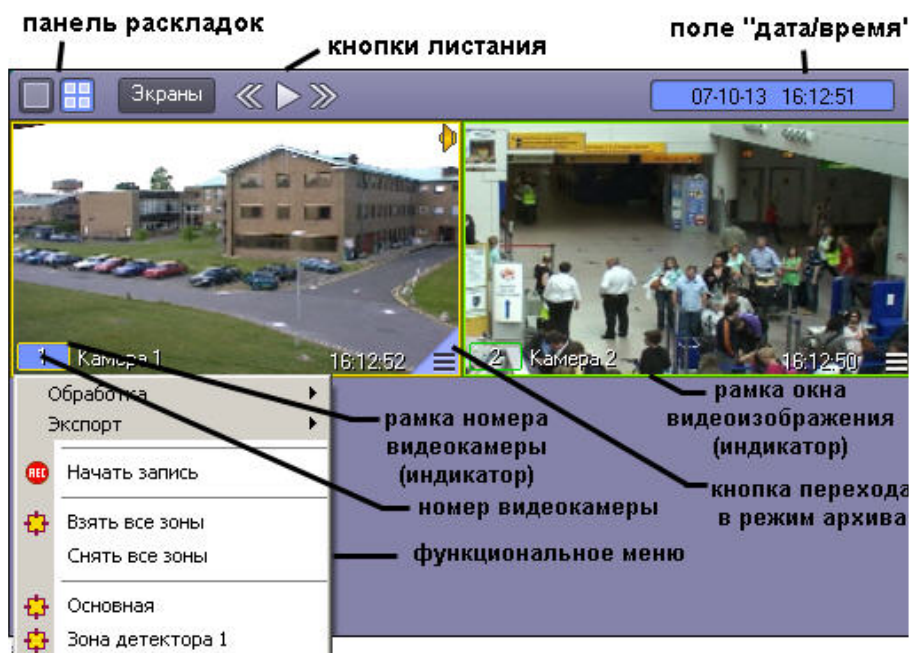 панель раскладок
кнопки листания
поле "дата/время"
Экраны
07-10-13 16:12:51
1 Камера 1 16:12:52
2 Камера 2 16:12:50
Обработка
Экспорт
REC Начать запись
Взять все зоны
Снять все зоны
Основная
Зона детектора 1
рамка номера
видеокамеры
(индикатор)
номер видеокамеры
функциональное меню
рамка окна
видеоизображения
(индикатор)
кнопка перехода
в режим архива